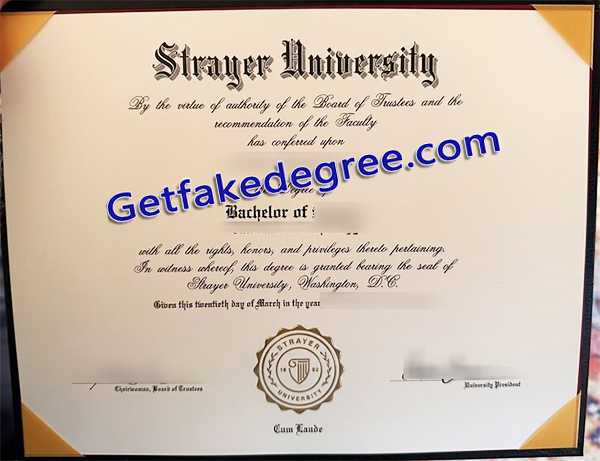 Strayer University
By the virtue of authority of the Board of Trustees and the
recommendation of the Faculty
has conferred upon
Getfakedegree.com
Bachelor of
with all the rights, honors, and privileges thereto pertaining.
In witness whereof, this degree is granted bearing the seal of
Strayer University, Washington, D.C.
Given this twentieth day of March in the year
STRAYER
18 92
UNIVERSITY
Chairwoman, Board of Trustees
University President
Cum Laude